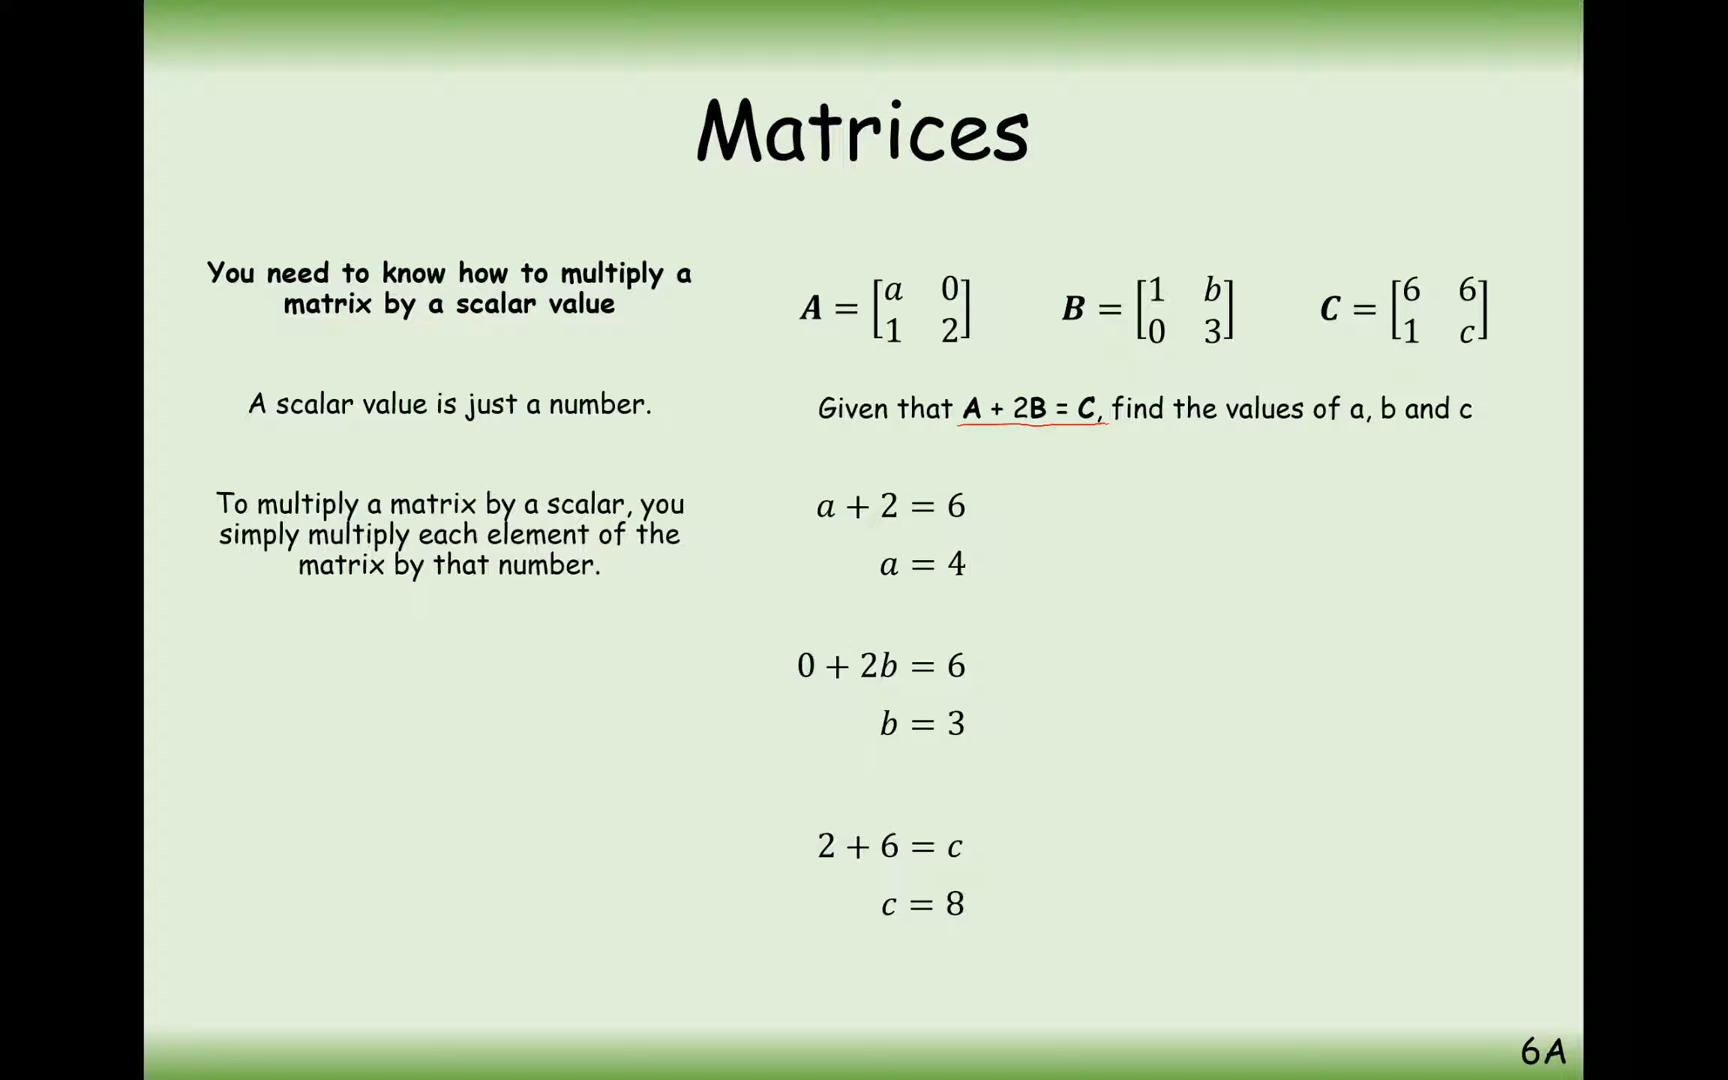 Matrices
You need to know how to multiply a
matrix by a scalar value
A scalar value is just a number.
To multiply a matrix by a scalar, you
simply multiply each element of the
matrix by that number.
A = [a 0; 1 2] B = [1 b; 0 3] C = [6 6; 1 c]
Given that A + 2B = C, find the values of a, b and c
a + 2 = 6
a = 4
0 + 2b = 6
b = 3
2 + 6 = c
c = 8
6A